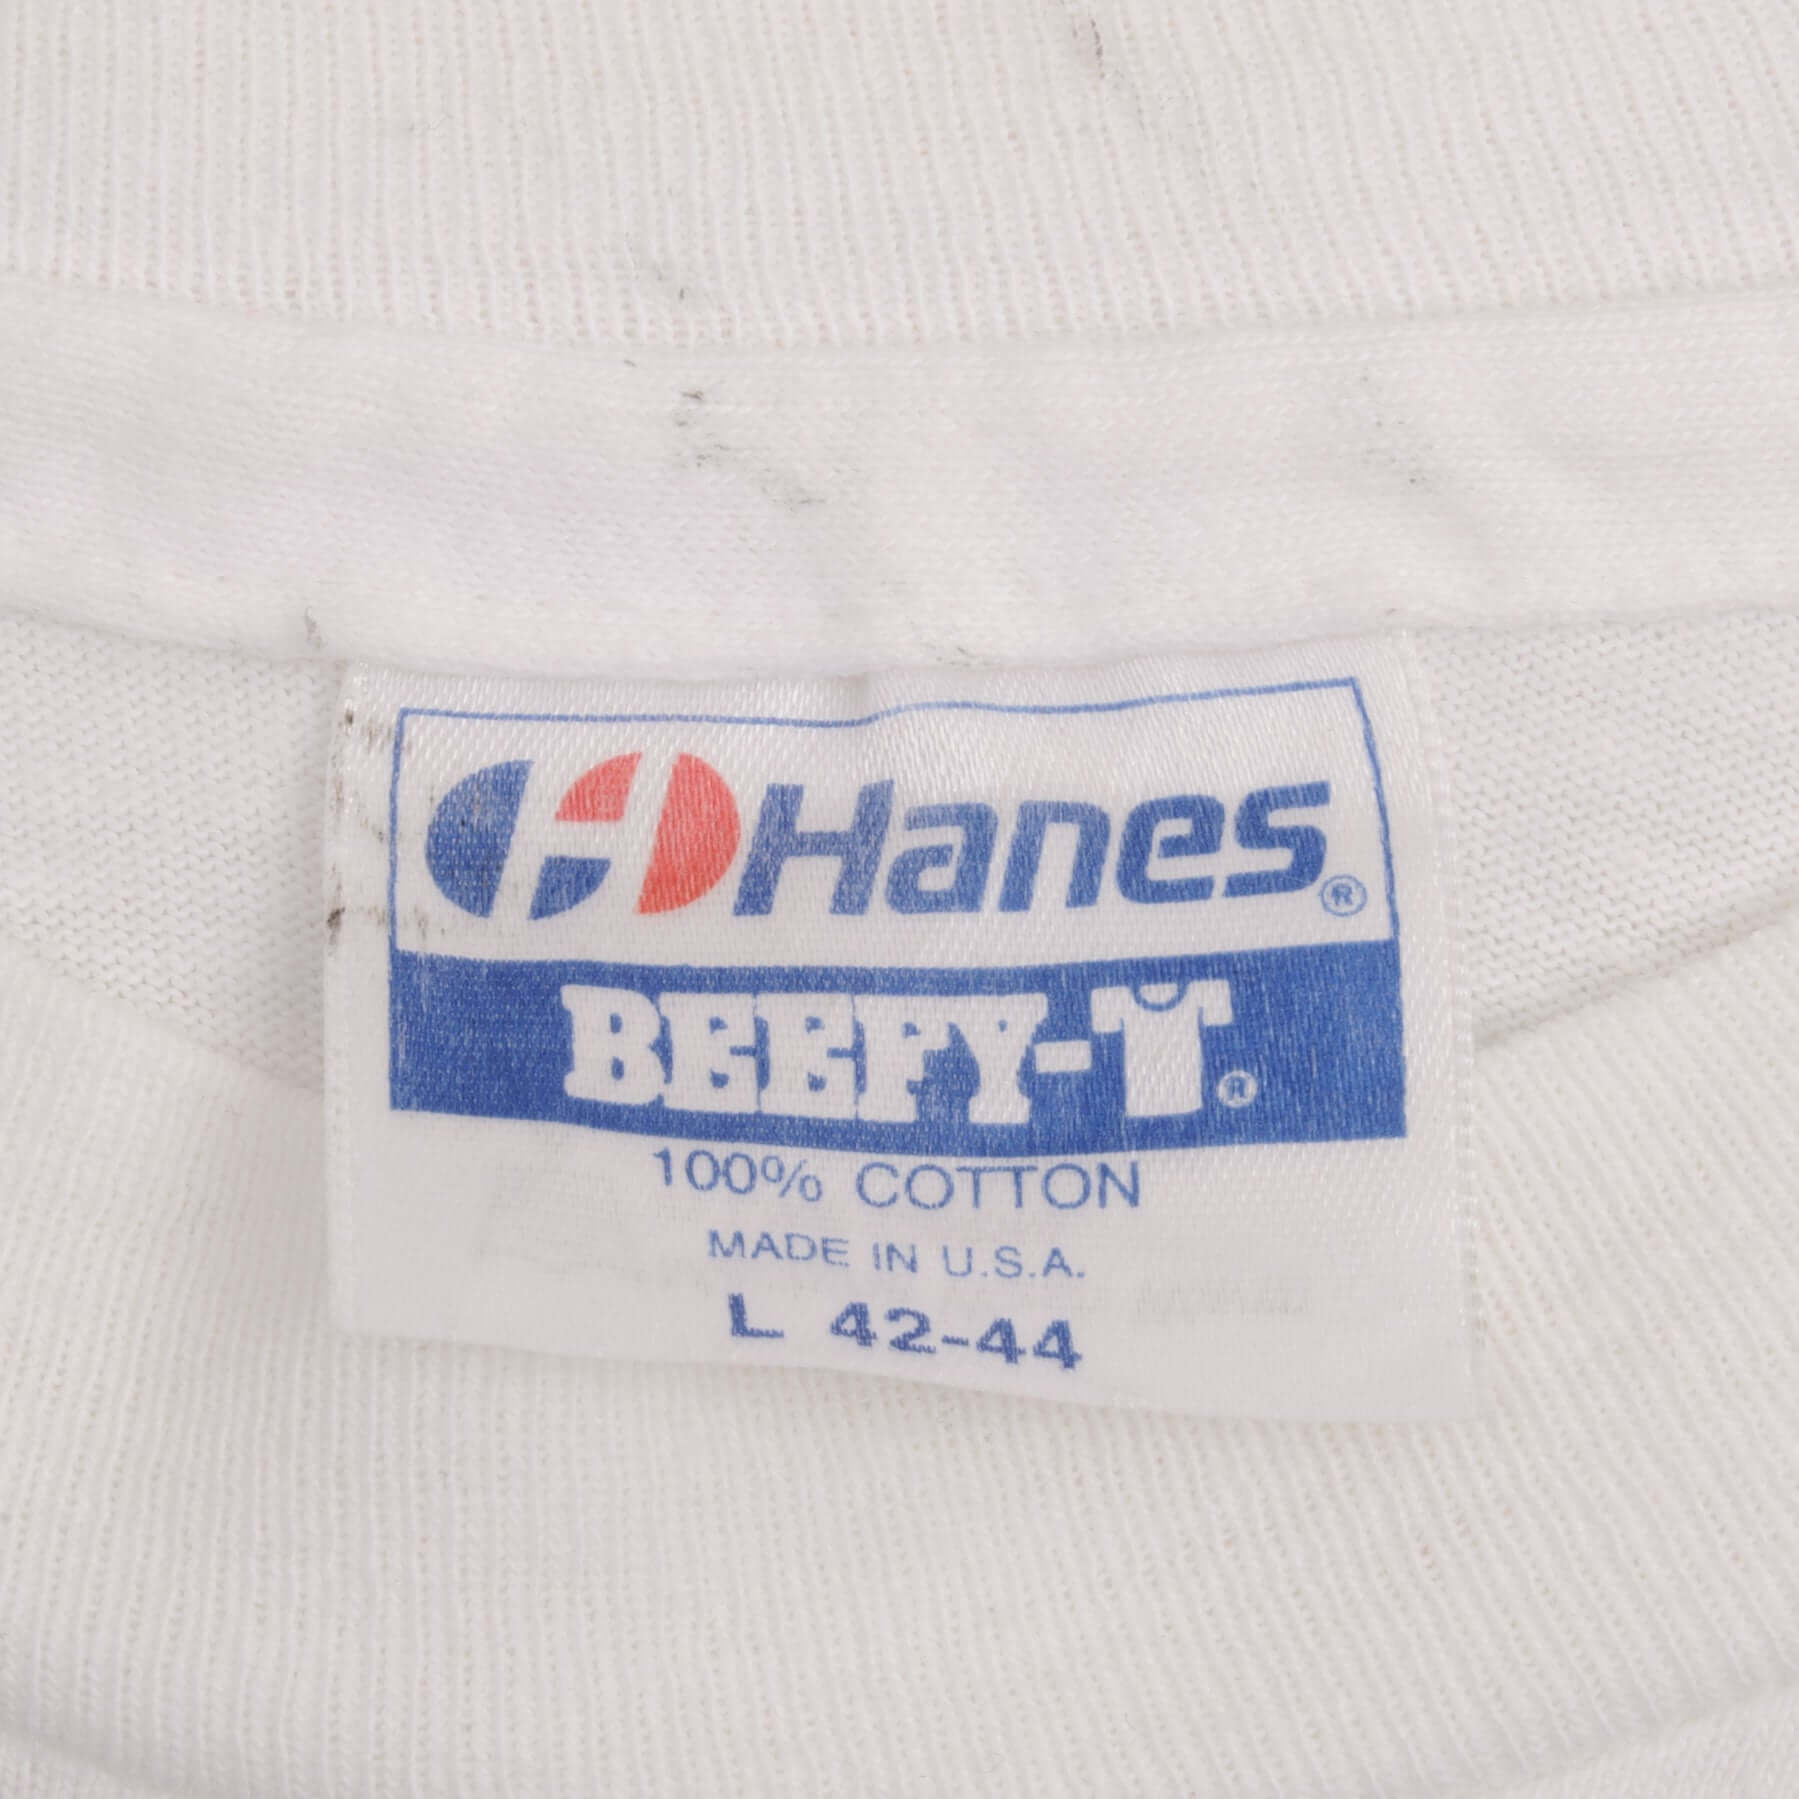 Hanes®
BEEFY-T®
100% COTTON
MADE IN U.S.A.
L 42-44